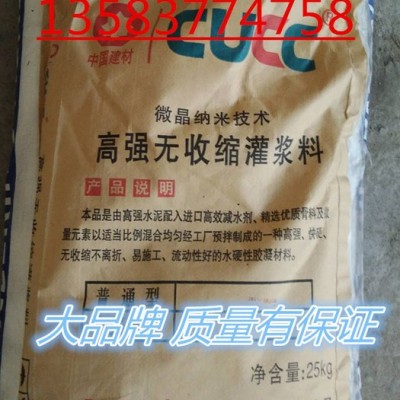 13583774758
CUCC®
中国建材
微晶纳米技术
高强无收缩灌浆料
产品说明
本品是由高强水泥配入进口高效减水剂、精选优质骨料及
量元素以适当比例混合均匀经工厂预拌制成的一种高强、
无收缩不离折、易施工、流动性好的水硬性胶凝材料。
普通型
大品牌 质量有保证
净含量:25kg